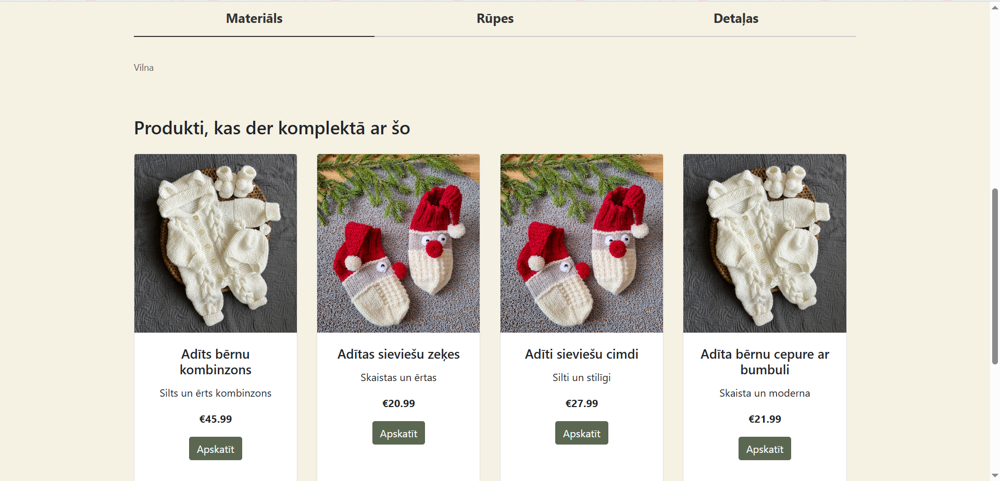 Materiāls
Rūpes
Detaļas
Vilna
Produkti, kas der komplektā ar šo
Adīts bērnu
kombinzons
Silts un ērts kombinzons
€45.99
Apskatīt
Adītas sieviešu zeķes
Skaistas un ērtas
€20.99
Apskatīt
Adīti sieviešu cimdi
Silti un stilīgi
€27.99
Apskatīt
Adīta bērnu cepure ar
bumbuli
Skaista un moderna
€21.99
Apskatīt